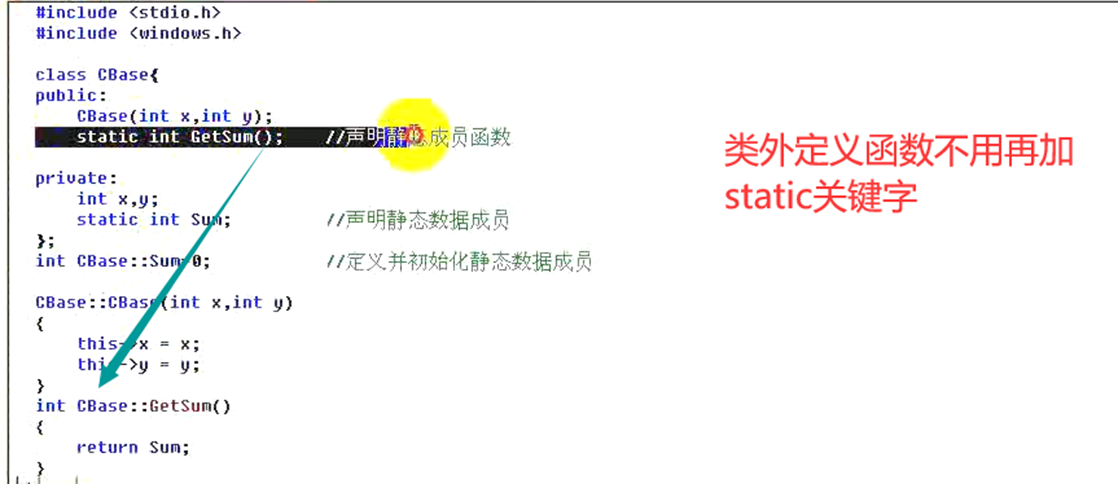 #include <stdio.h>
#include <windows.h>
class CBase{
public:
CBase(int x,int y);
static int GetSum(); //声明静态成员函数
private:
int x,y;
static int Sum; //声明静态数据成员
};
int CBase::Sum=0; //定义并初始化静态数据成员
CBase::CBase(int x,int y)
{
this->x = x;
this->y = y;
}
int CBase::GetSum()
{
return Sum;
}
类外定义函数不用再加
static关键字